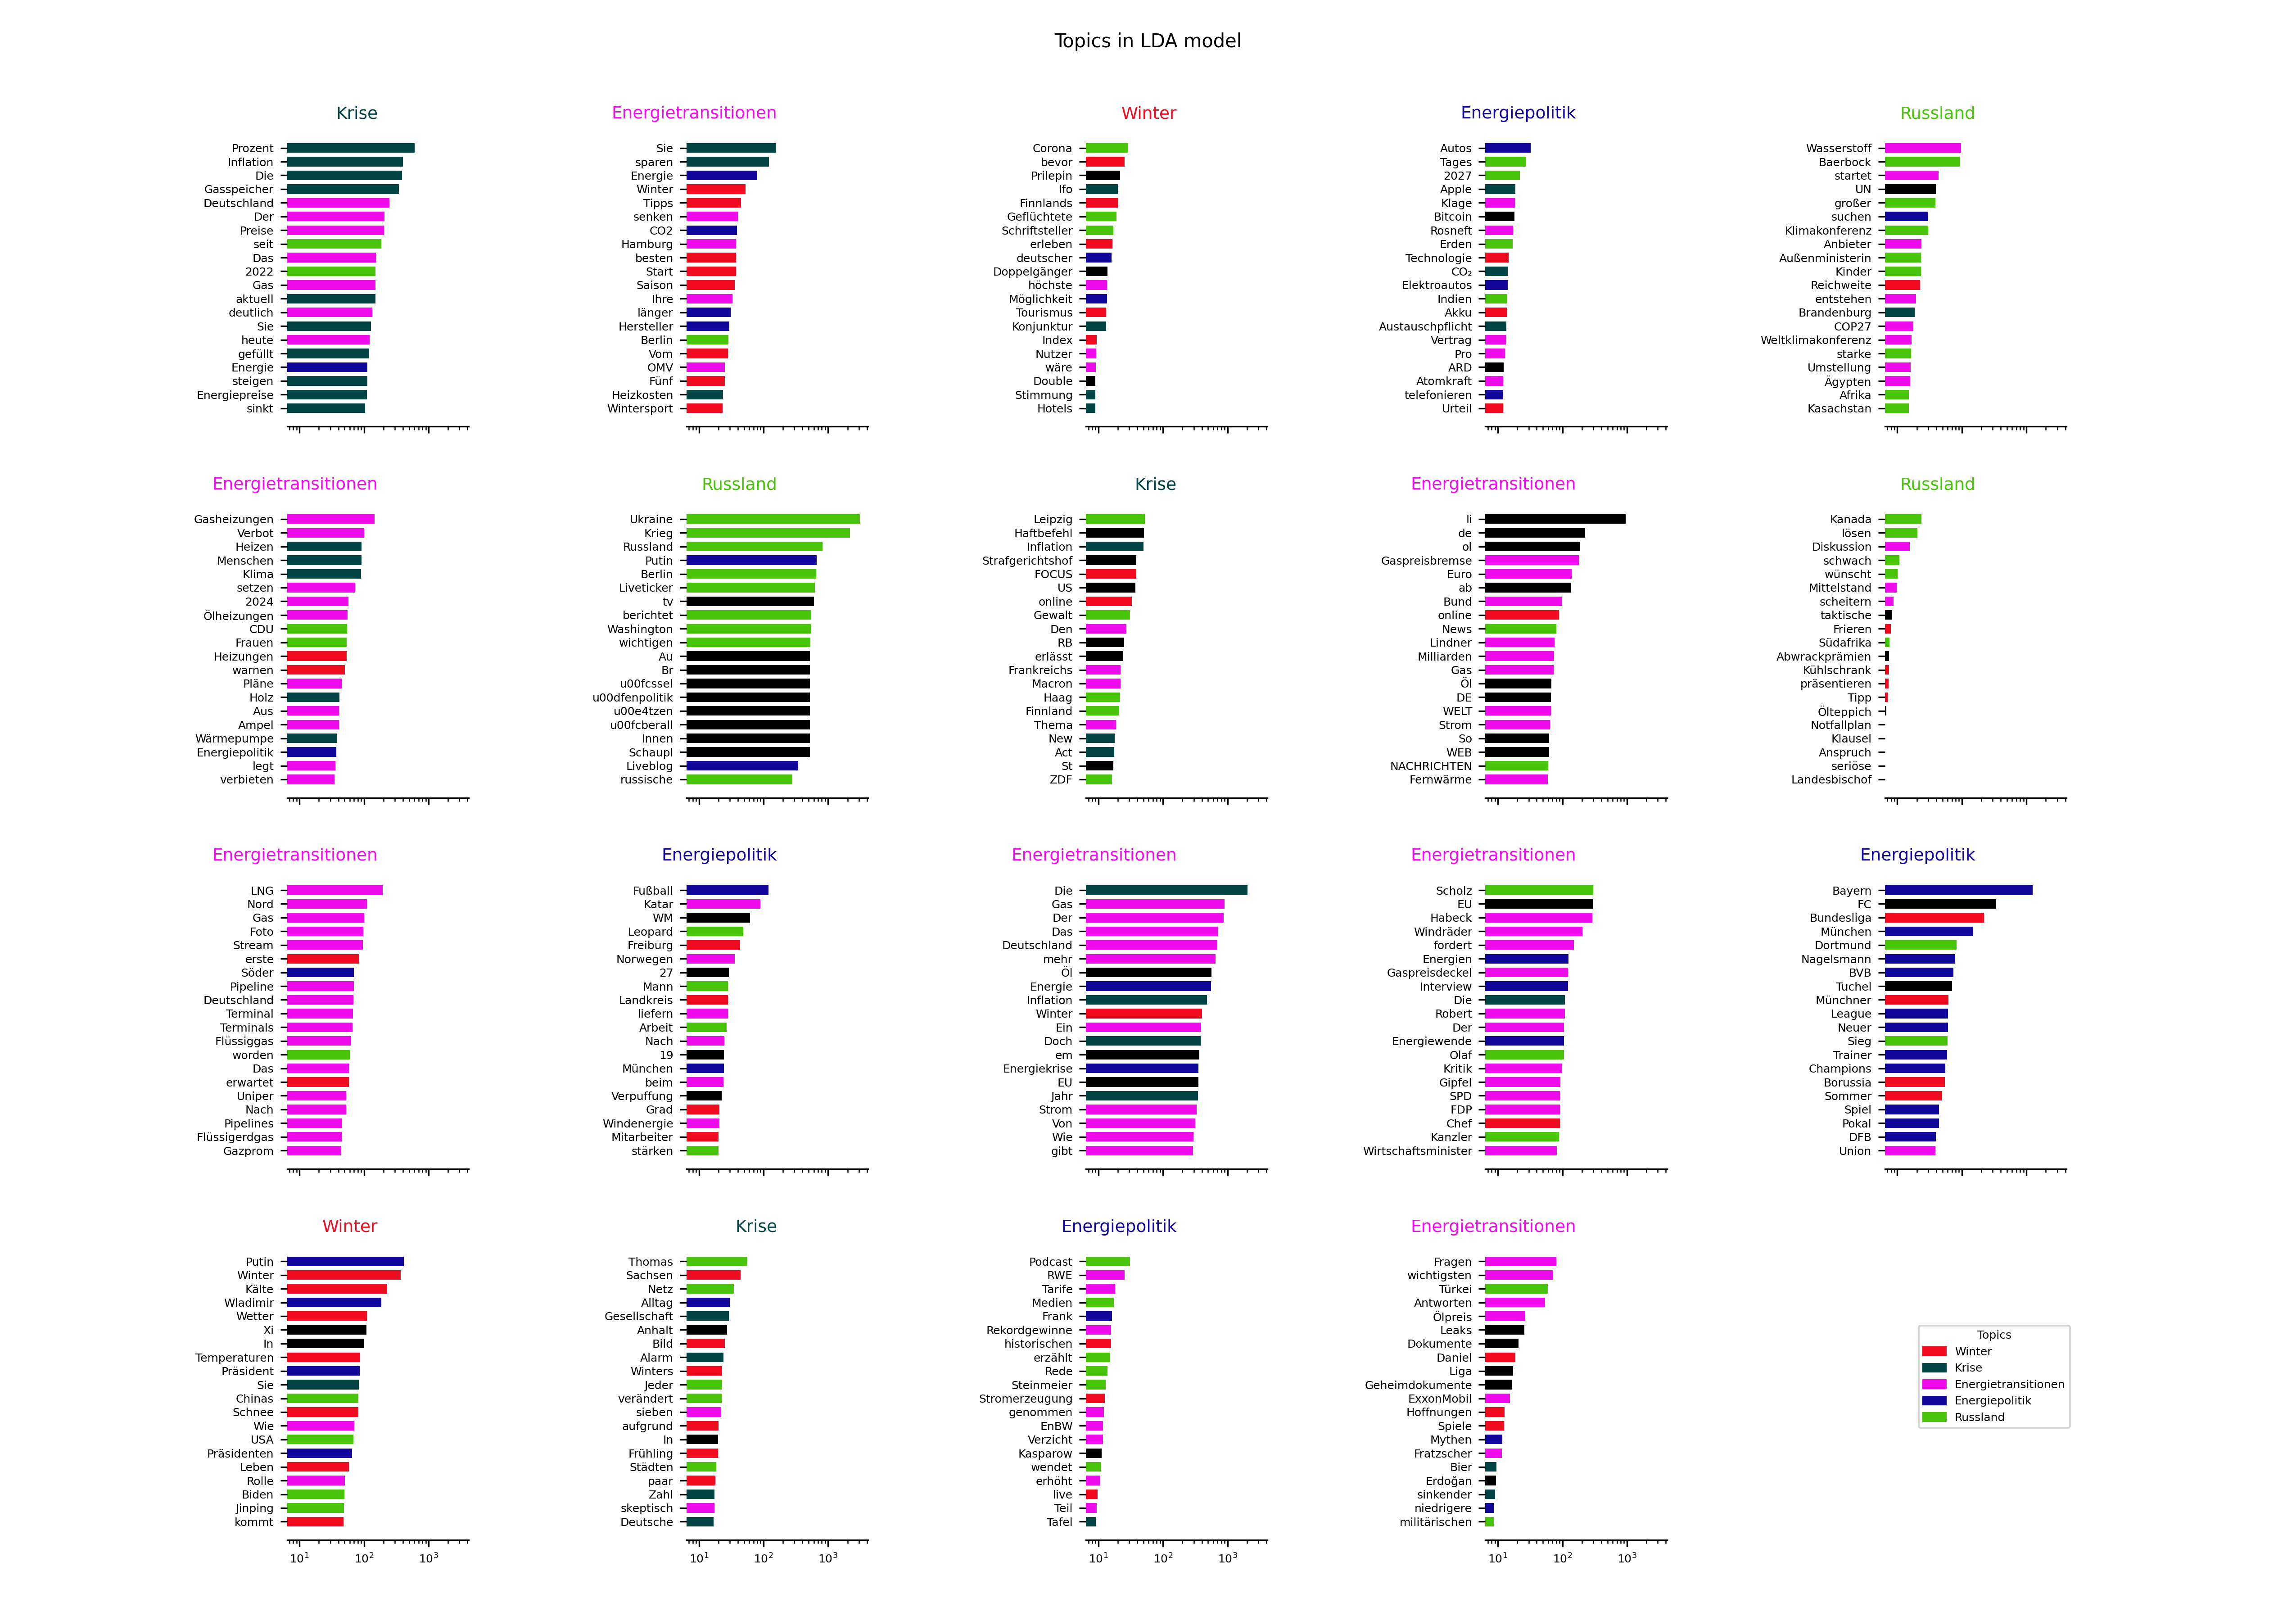 Topics in LDA model
Krise
Prozent
Inflation
Die
Gasspeicher
Deutschland
Der
Preise
seit
Das
2022
Gas
aktuell
deutlich
Sie
heute
gefüllt
Energie
steigen
Energiepreise
sinkt
Energietransitionen
Sie
sparen
Energie
Winter
Tipps
senken
CO2
Hamburg
besten
Start
Saison
Ihre
länger
Hersteller
Berlin
Vom
OMV
Fünf
Heizkosten
Wintersport
Winter
Corona
bevor
Prilepin
Ifo
Finnlands
Geflüchtete
Schriftsteller
erleben
deutscher
Doppelgänger
höchste
Möglichkeit
Tourismus
Konjunktur
Index
Nutzer
wäre
Double
Stimmung
Hotels
Energiepolitik
Autos
Tages
2027
Apple
Klage
Bitcoin
Rosneft
Erden
Technologie
CO₂
Elektroautos
Indien
Akku
Austauschpflicht
Vertrag
Pro
ARD
Atomkraft
telefonieren
Urteil
Russland
Wasserstoff
Baerbock
startet
UN
großer
suchen
Klimakonferenz
Anbieter
Außenministerin
Kinder
Reichweite
entstehen
Brandenburg
COP27
Weltklimakonferenz
starke
Umstellung
Ägypten
Afrika
Kasachstan
Energietransitionen
Gasheizungen
Verbot
Heizen
Menschen
Klima
setzen
2024
Ölheizungen
CDU
Frauen
Heizungen
warnen
Pläne
Holz
Aus
Ampel
Wärmepumpe
Energiepolitik
legt
verbieten
Russland
Ukraine
Krieg
Russland
Putin
Berlin
Liveticker
tv
berichtet
Washington
wichtigen
Au
Br
u00fcssel
u00dfenpolitik
u00e4tzen
u00fcberall
Innen
Schaupl
Liveblog
russische
Krise
Leipzig
Haftbefehl
Inflation
Strafgerichtshof
FOCUS
US
online
Gewalt
Den
RB
erlässt
Frankreichs
Macron
Haag
Finnland
Thema
New
Act
St
ZDF
Energietransitionen
li
de
ol
Gaspreisbremse
Euro
ab
Bund
online
News
Lindner
Milliarden
Gas
Öl
DE
WELT
Strom
So
WEB
NACHRICHTEN
Fernwärme
Russland
Kanada
lösen
Diskussion
schwach
wünscht
Mittelstand
scheitern
taktische
Frieren
Südafrika
Abwrackprämien
Kühlschrank
präsentieren
Tipp
Ölteppich
Notfallplan
Klausel
Anspruch
seriöse
Landesbischof
Energietransitionen
LNG
Nord
Gas
Foto
Stream
erste
Söder
Pipeline
Deutschland
Terminal
Terminals
Flüssiggas
worden
Das
erwartet
Uniper
Nach
Pipelines
Flüssigerdgas
Gazprom
Energiepolitik
Fußball
Katar
WM
Leopard
Freiburg
Norwegen
27
Mann
Landkreis
liefern
Arbeit
Nach
19
München
beim
Verpuffung
Grad
Windenergie
Mitarbeiter
stärken
Energietransitionen
Die
Gas
Der
Das
Deutschland
mehr
Öl
Energie
Inflation
Winter
Ein
Doch
em
Energiekrise
EU
Jahr
Strom
Von
Wie
gibt
Energietransitionen
Scholz
EU
Habeck
Windräder
fordert
Energien
Gaspreisdeckel
Interview
Die
Robert
Der
Energiewende
Olaf
Kritik
Gipfel
SPD
FDP
Chef
Kanzler
Wirtschaftsminister
Energiepolitik
Bayern
FC
Bundesliga
München
Dortmund
Nagelsmann
BVB
Tuchel
Münchner
League
Neuer
Sieg
Trainer
Champions
Borussia
Sommer
Spiel
Pokal
DFB
Union
Winter
Putin
Winter
Kälte
Wladimir
Wetter
Xi
In
Temperaturen
Präsident
Sie
Chinas
Schnee
Wie
USA
Präsidenten
Leben
Rolle
Biden
Jinping
kommt
10¹ 10² 10³
Krise
Thomas
Sachsen
Netz
Alltag
Gesellschaft
Anhalt
Bild
Alarm
Winters
Jeder
verändert
sieben
aufgrund
In
Frühling
Städten
paar
Zahl
skeptisch
Deutsche
10¹ 10² 10³
Energiepolitik
Podcast
RWE
Tarife
Medien
Frank
Rekordgewinne
historischen
erzählt
Rede
Steinmeier
Stromerzeugung
genommen
EnBW
Verzicht
Kasparow
wendet
erhöht
live
Teil
Tafel
10¹ 10² 10³
Energietransitionen
Fragen
wichtigsten
Türkei
Antworten
Ölpreis
Leaks
Dokumente
Daniel
Liga
Geheimdokumente
ExxonMobil
Hoffnungen
Spiele
Mythen
Fratzscher
Bier
Erdoğan
sinkender
niedrigere
militärischen
10¹ 10² 10³
Topics
Winter
Krise
Energietransitionen
Energiepolitik
Russland